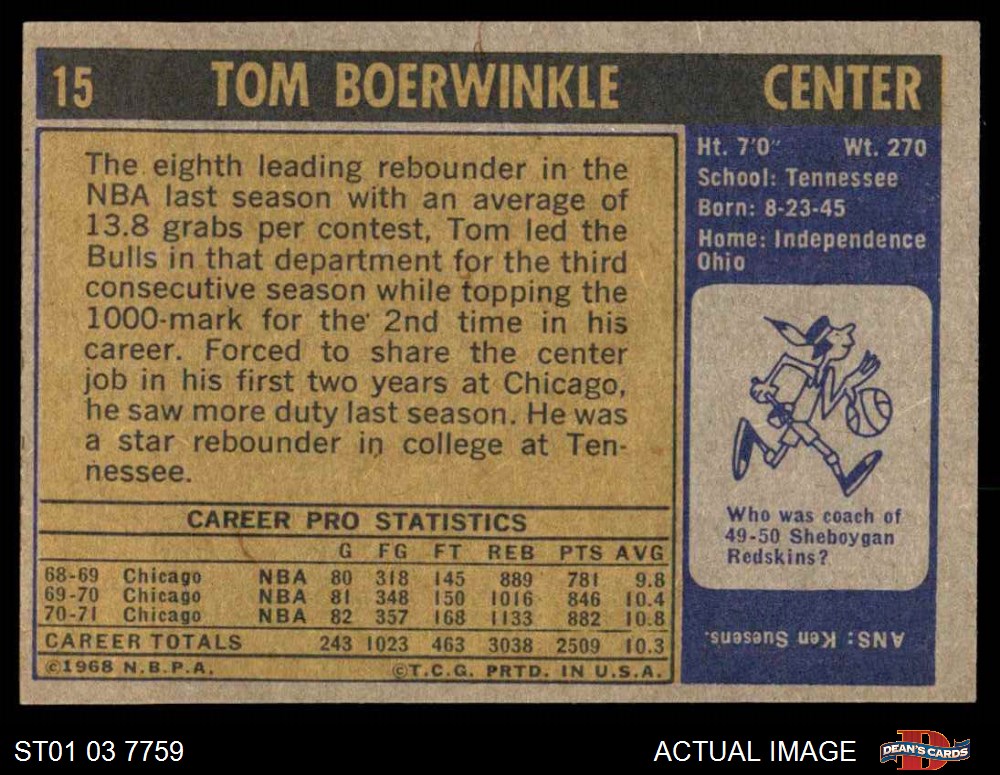 15 TOM BOERWINKLE CENTER
The eighth leading rebounder in the
NBA last season with an average of
13.8 grabs per contest, Tom led the
Bulls in that department for the third
consecutive season while topping the
1000-mark for the 2nd time in his
career. Forced to share the center
job in his first two years at Chicago,
he saw more duty last season. He was
a star rebounder in college at Ten-
nessee.
Ht. 7'0" Wt. 270
School: Tennessee
Born: 8-23-45
Home: Independence
Ohio
Who was coach of
49-50 Sheboygan
Redskins?
ANS: Ken Suesens.
CAREER PRO STATISTICS
G FG FT REB PTS AVG
68-69 Chicago NBA 80 318 145 889 781 9.8
69-70 Chicago NBA 81 348 150 1016 846 10.4
70-71 Chicago NBA 82 357 168 1133 882 10.8
CAREER TOTALS 243 1023 463 3038 2509 10.3
©1968 N.B.P.A. ©T.C.G. PRTD. IN U.S.A.
ST01 03 7759 ACTUAL IMAGE D DEAN'S CARDS